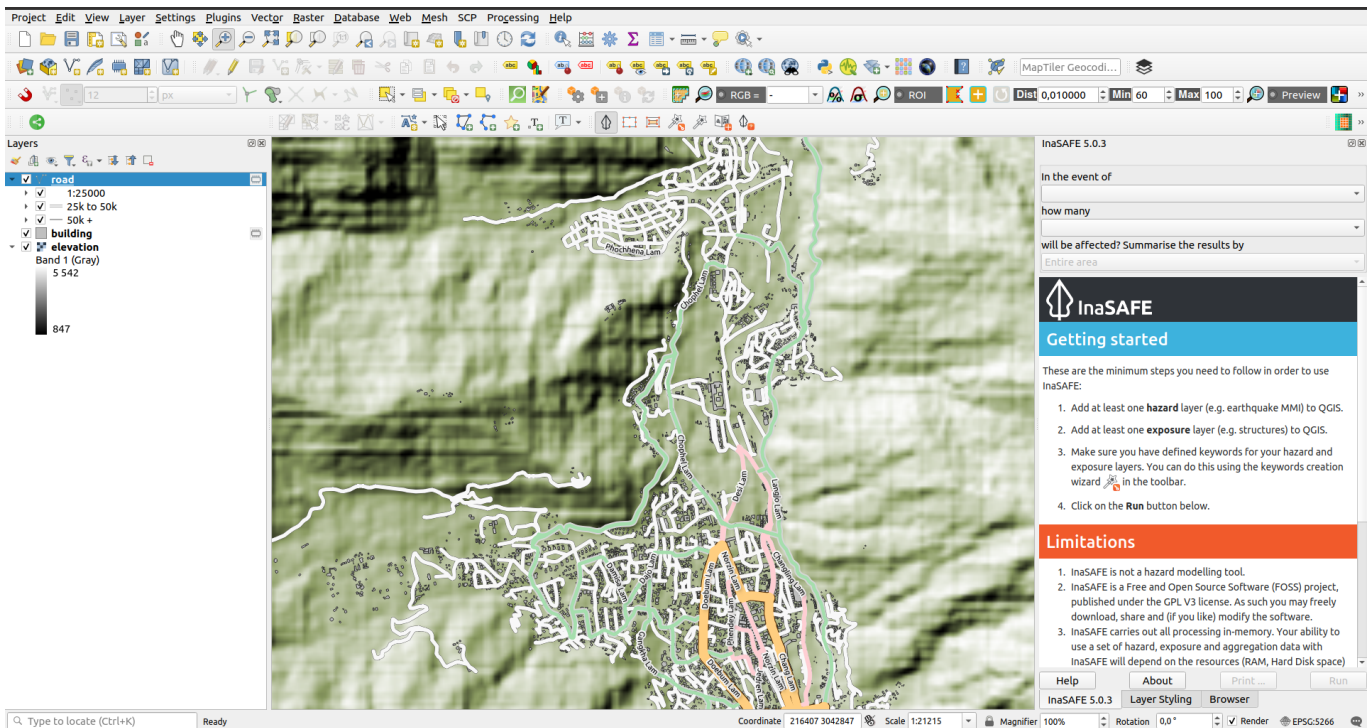 Project Edit View Layer Settings Plugins Vector Raster Database Web Mesh SCP Processing Help
MapTiler Geocodi...
12 px RGB = - ROI Dist 0,010000 Min 60 Max 100 Preview
Layers
road
1:25000
25k to 50k
50k +
building
elevation
Band 1 (Gray)
5 542
847
Phochhena Lam
Chophel Lam
Chophel Lam
Desi Lam
Langjo Lam
Dajo Lam
Norzin Lam
Changling Lam
Doebum Lam
Phendey Lam
Norzin Lam
Chang Lam
Doebum Lam
InaSAFE 5.0.3
In the event of
how many
will be affected? Summarise the results by
Entire area
InaSAFE
Getting started
These are the minimum steps you need to follow in order to use
InaSAFE:
1. Add at least one hazard layer (e.g. earthquake MMI) to QGIS.
2. Add at least one exposure layer (e.g. structures) to QGIS.
3. Make sure you have defined keywords for your hazard and
exposure layers. You can do this using the keywords creation
wizard in the toolbar.
4. Click on the Run button below.
Limitations
1. InaSAFE is not a hazard modelling tool.
2. InaSAFE is a Free and Open Source Software (FOSS) project,
published under the GPL V3 license. As such you may freely
download, share and (if you like) modify the software.
3. InaSAFE carries out all processing in-memory. Your ability to
use a set of hazard, exposure and aggregation data with
InaSAFE will depend on the resources (RAM, Hard Disk space)
Help About Print ... Run
InaSAFE 5.0.3 Layer Styling Browser
Type to locate (Ctrl+K) Ready Coordinate 216407 3042847 Scale 1:21215 Magnifier 100% Rotation 0,0° Render EPSG:5266